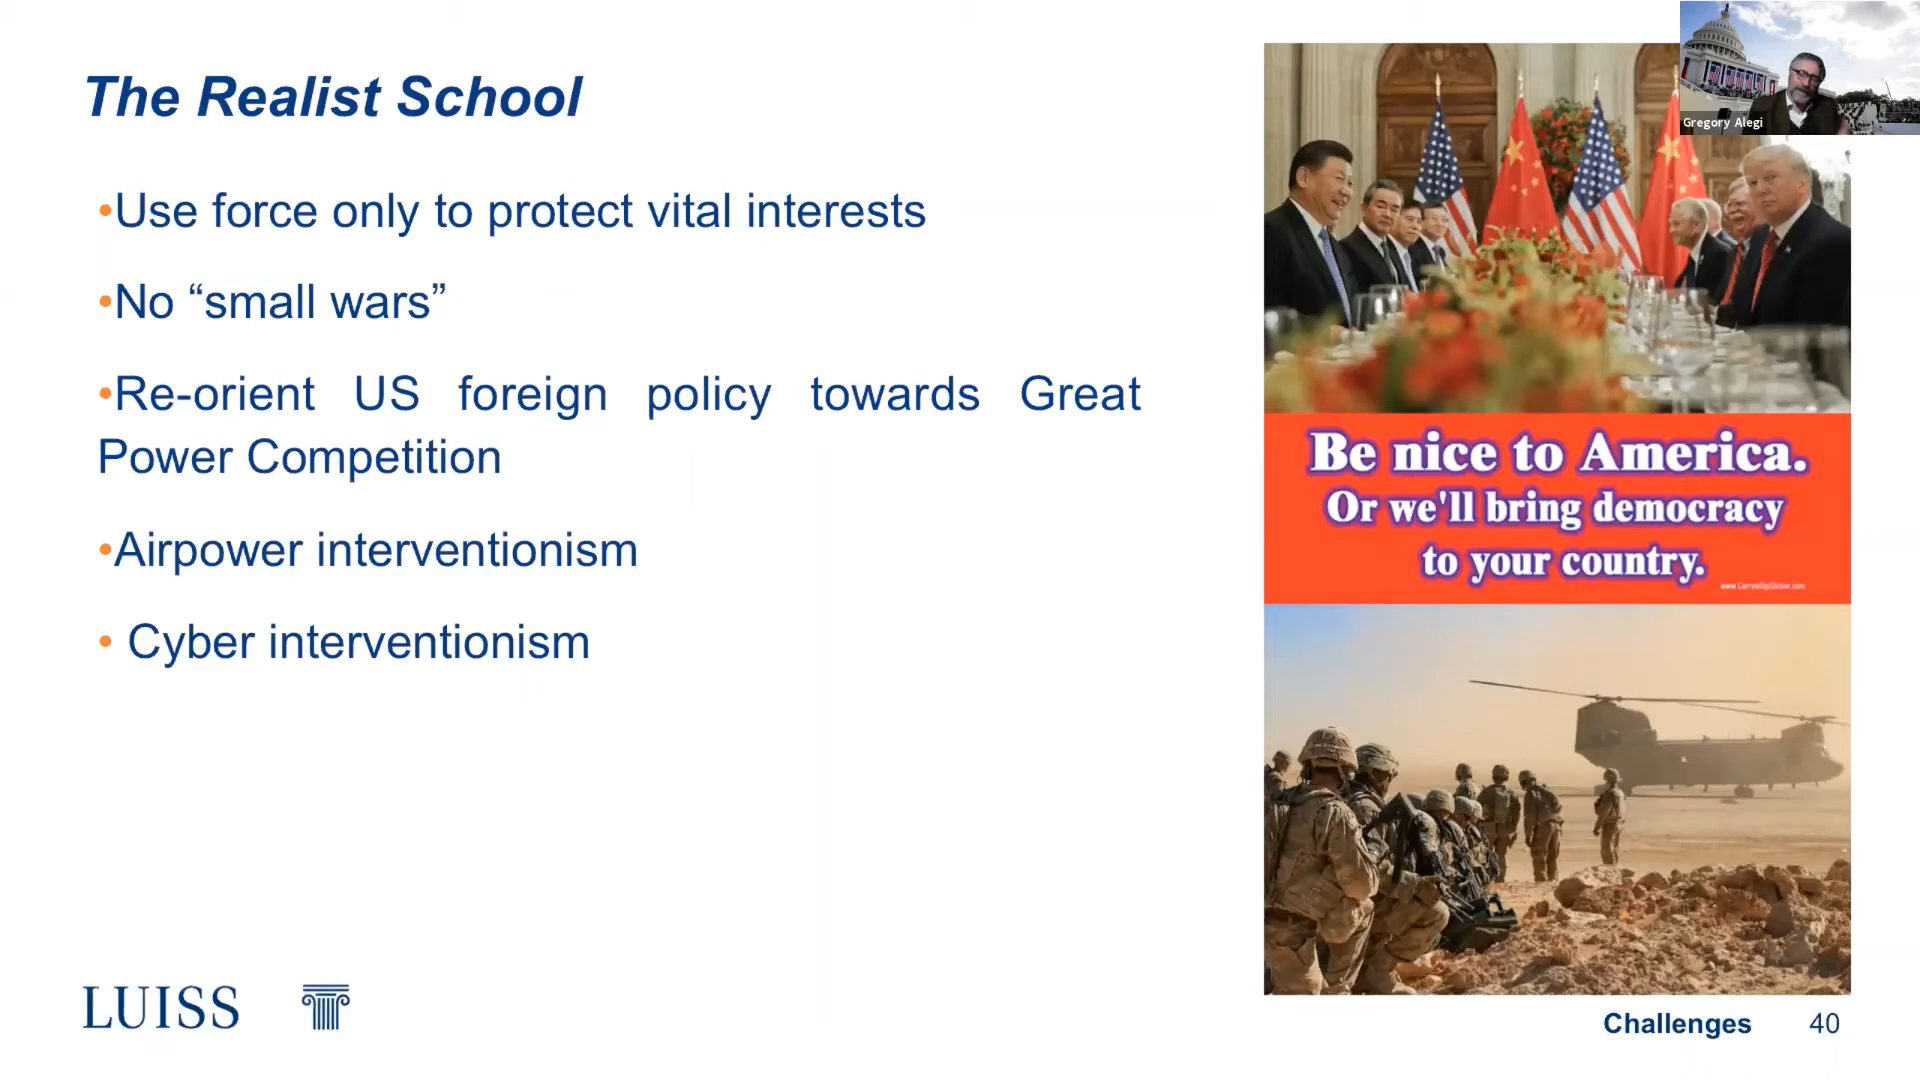 The Realist School
•Use force only to protect vital interests
•No “small wars”
•Re-orient US foreign policy towards Great
Power Competition
•Airpower interventionism
• Cyber interventionism
Gregory Alegi
Be nice to America.
Or we'll bring democracy
to your country.
LUISS
Challenges 40